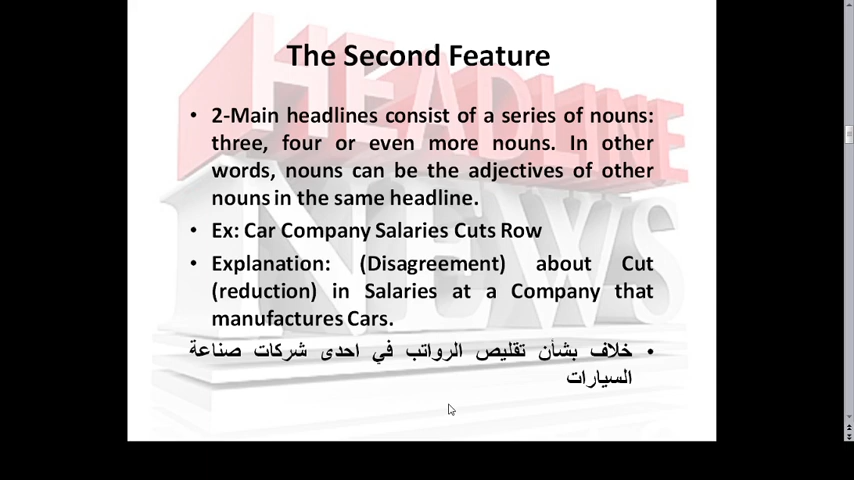 The Second Feature
• 2-Main headlines consist of a series of nouns:
three, four or even more nouns. In other
words, nouns can be the adjectives of other
nouns in the same headline.
• Ex: Car Company Salaries Cuts Row
• Explanation: (Disagreement) about Cut
(reduction) in Salaries at a Company that
manufactures Cars.
• خلاف بشأن تقليص الرواتب في احدى شركات صناعة
السيارات
HEADLINE
NEWS